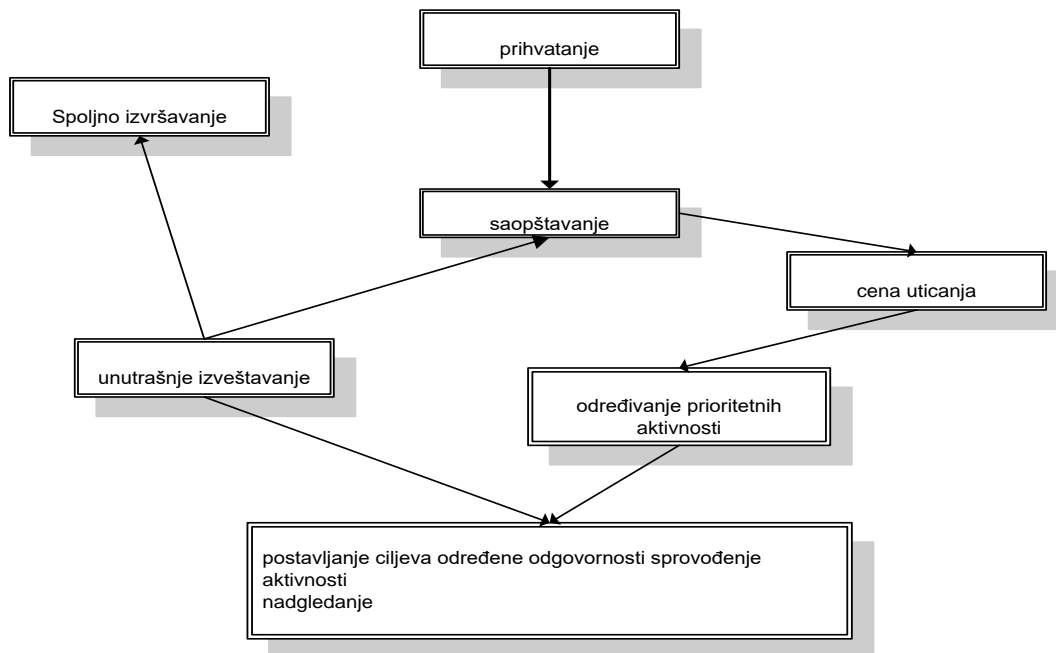 prihvatanje
Spoljno izvršavanje
saopštavanje
cena uticanja
unutrašnje izveštavanje
određivanje prioritetnih
aktivnosti
postavljanje ciljeva određene odgovornosti sprovođenje
aktivnosti
nadgledanje